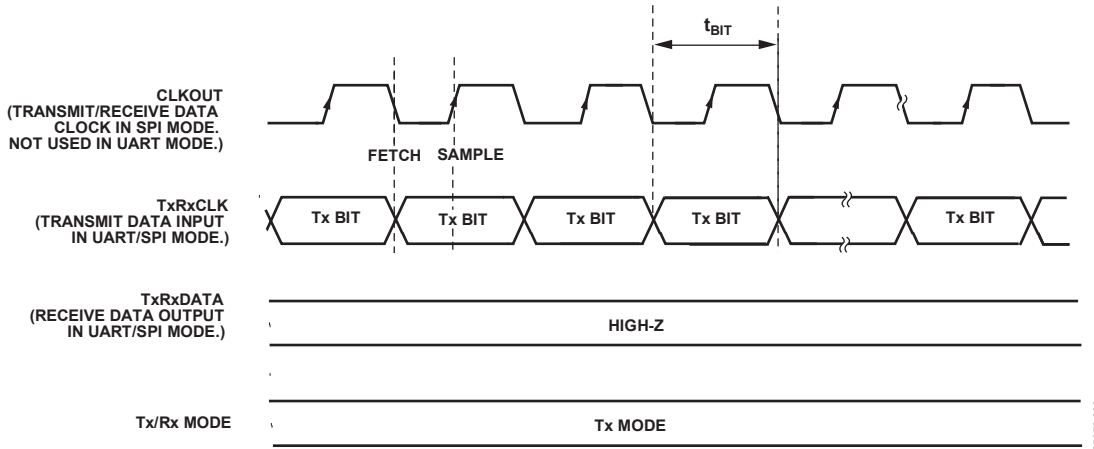 tBIT
CLKOUT
(TRANSMIT/RECEIVE DATA
CLOCK IN SPI MODE.
NOT USED IN UART MODE.)
FETCH SAMPLE
TxRxCLK
(TRANSMIT DATA INPUT
IN UART/SPI MODE.)
Tx BIT Tx BIT Tx BIT Tx BIT Tx BIT
TxRxDATA
(RECEIVE DATA OUTPUT
IN UART/SPI MODE.)
HIGH-Z
Tx/Rx MODE
Tx MODE